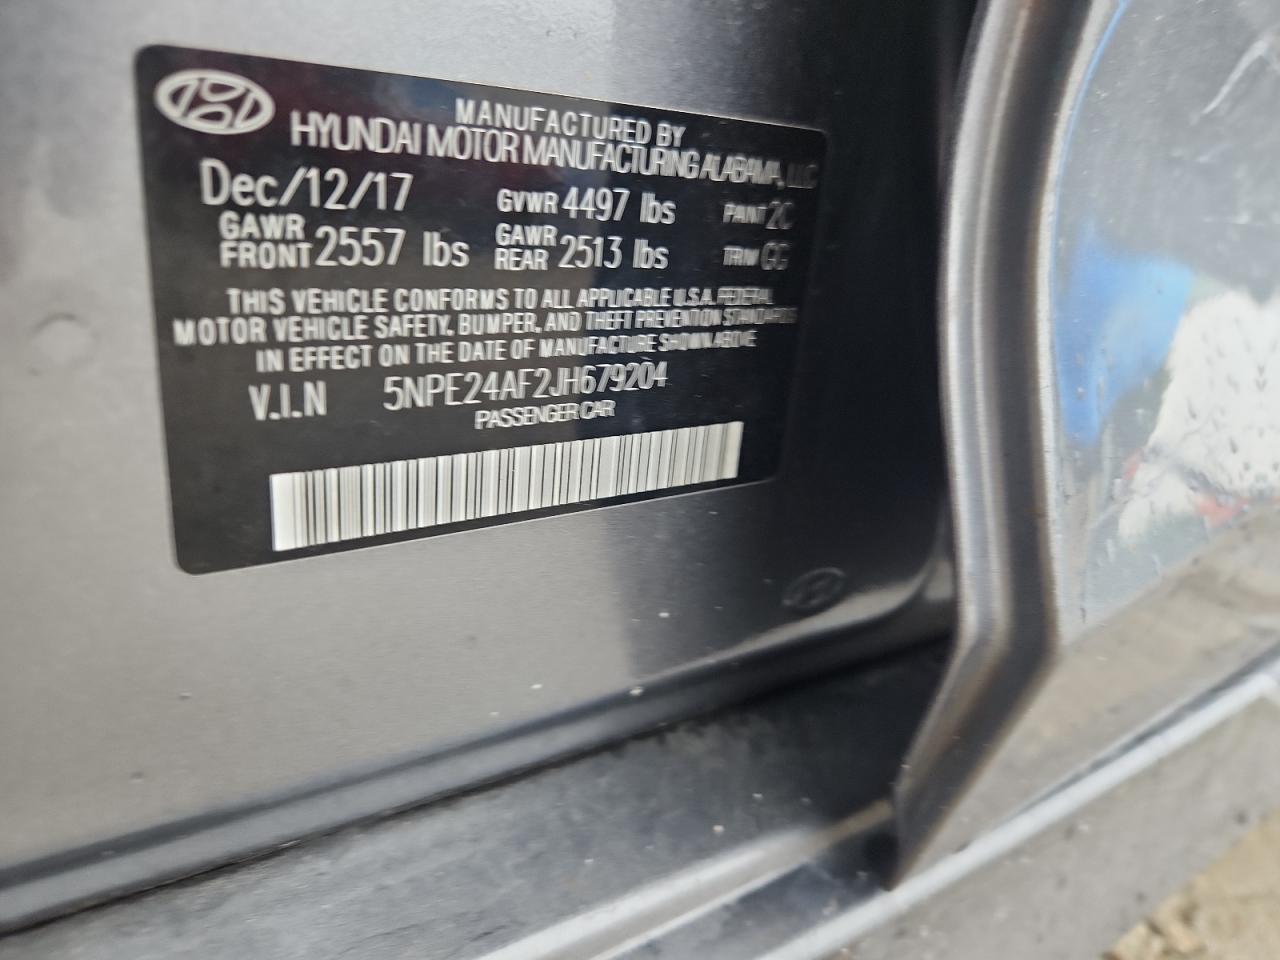 MANUFACTURED BY
HYUNDAI MOTOR MANUFACTURING ALABAMA, LLC
Dec/12/17 GVWR 4497 lbs PAINT 2C
GAWR FRONT 2557 lbs GAWR REAR 2513 lbs TRIM GG
THIS VEHICLE CONFORMS TO ALL APPLICABLE U.S.A. FEDERAL
MOTOR VEHICLE SAFETY, BUMPER, AND THEFT PREVENTION STANDARDS
IN EFFECT ON THE DATE OF MANUFACTURE SHOWN ABOVE
V.I.N 5NPE24AF2JH679204
PASSENGER CAR